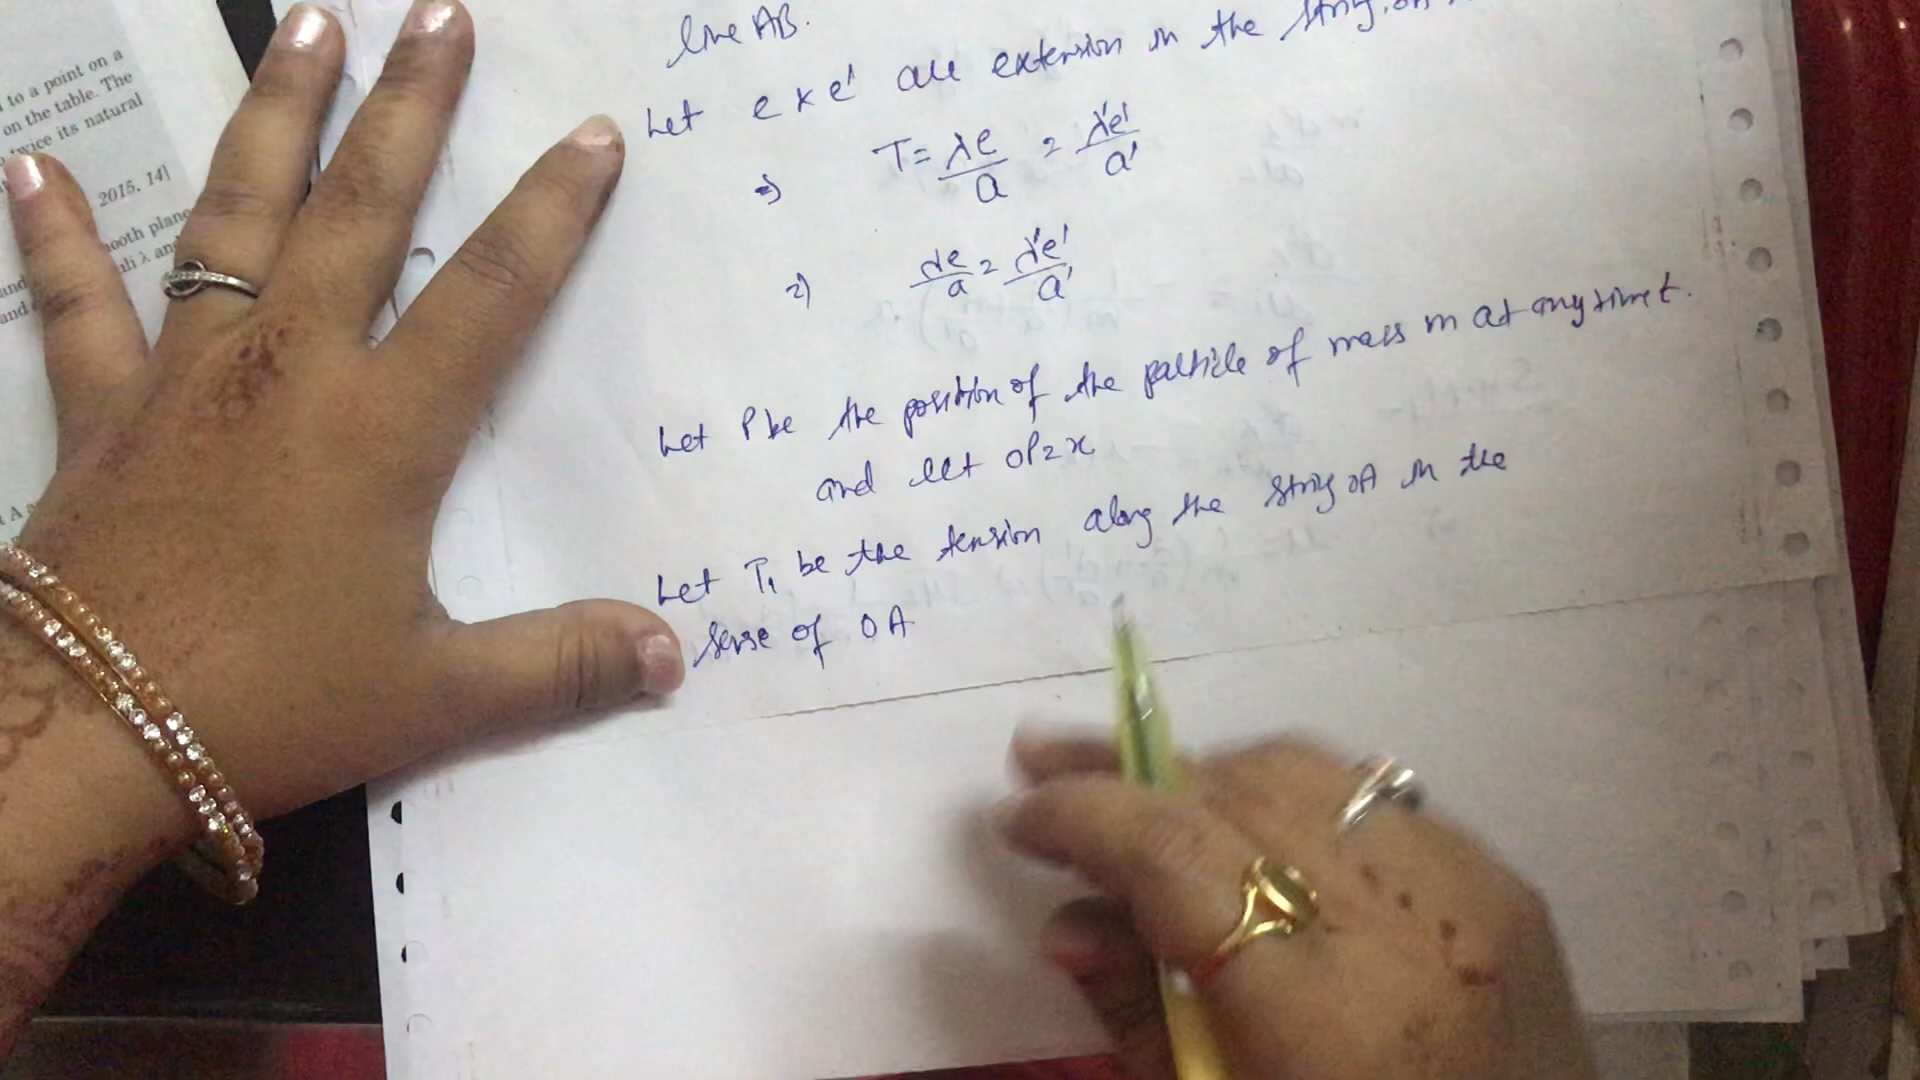 to a point on a
on the table. The
twice its natural
2015, 14]
smooth plane
line AB.
Let e & e' are extension in the string, OA
⇒ T = λe/a = λ'e'/a'
⇒ λe/a = λ'e'/a'
Let P be the position of the particle of mass m at any time t.
and let OP = x
Let T₁ be the tension along the string OA in the
sense of OA